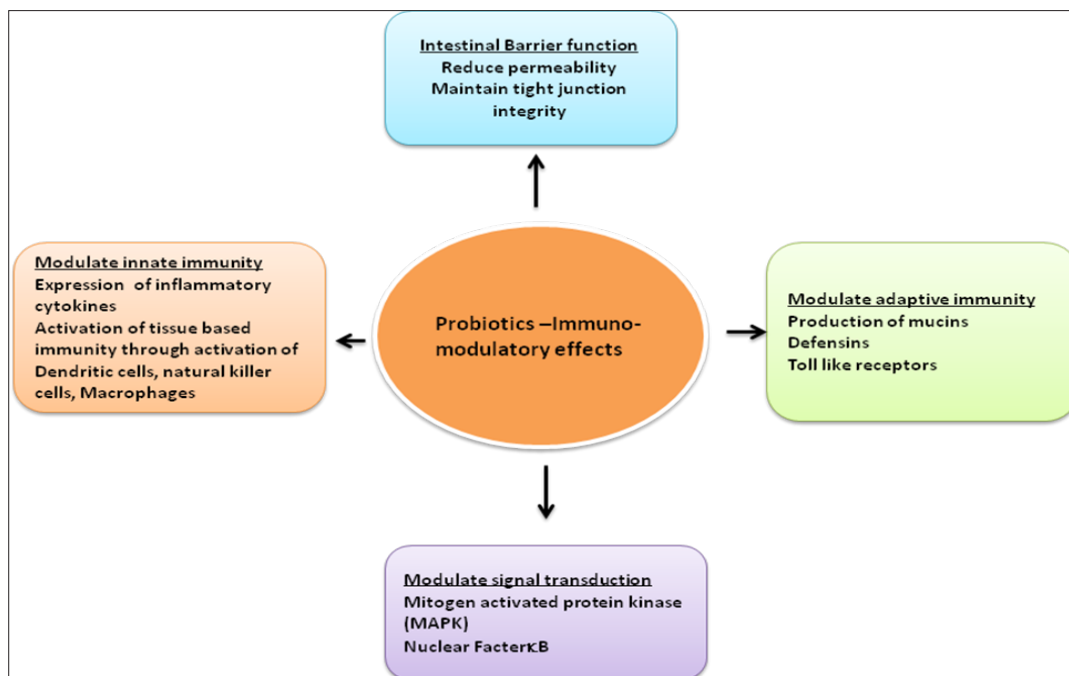 Intestinal Barrier function
Reduce permeability
Maintain tight junction
integrity
Modulate innate immunity
Expression of inflammatory
cytokines
Activation of tissue based
immunity through activation of
Dendritic cells, natural killer
cells, Macrophages
Probiotics –Immuno-
modulatory effects
Modulate adaptive immunity
Production of mucins
Defensins
Toll like receptors
Modulate signal transduction
Mitogen activated protein kinase
(MAPK)
Nuclear FacterκB